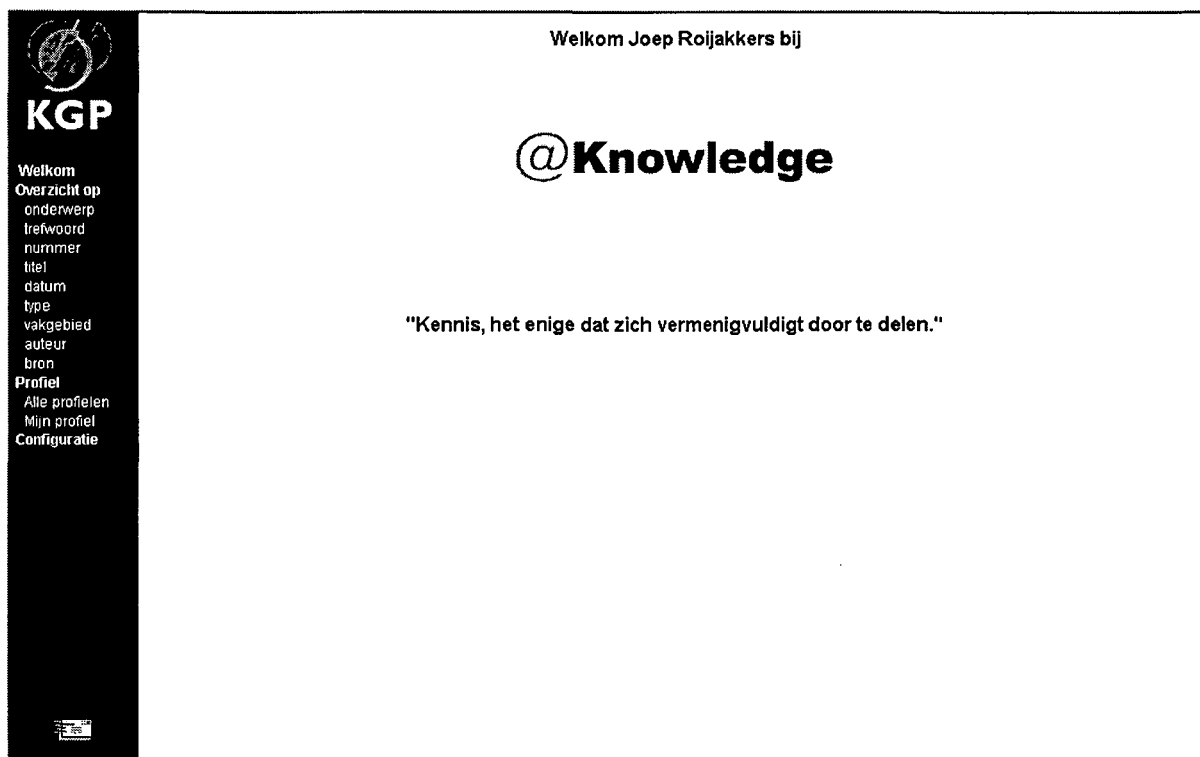 KGP
Welkom
Overzicht op
onderwerp
trefwoord
nummer
titel
datum
type
vakgebied
auteur
bron
Profiel
Alle profielen
Mijn profiel
Configuratie
Welkom Joep Roijakkers bij
@Knowledge
"Kennis, het enige dat zich vermenigvuldigt door te delen."